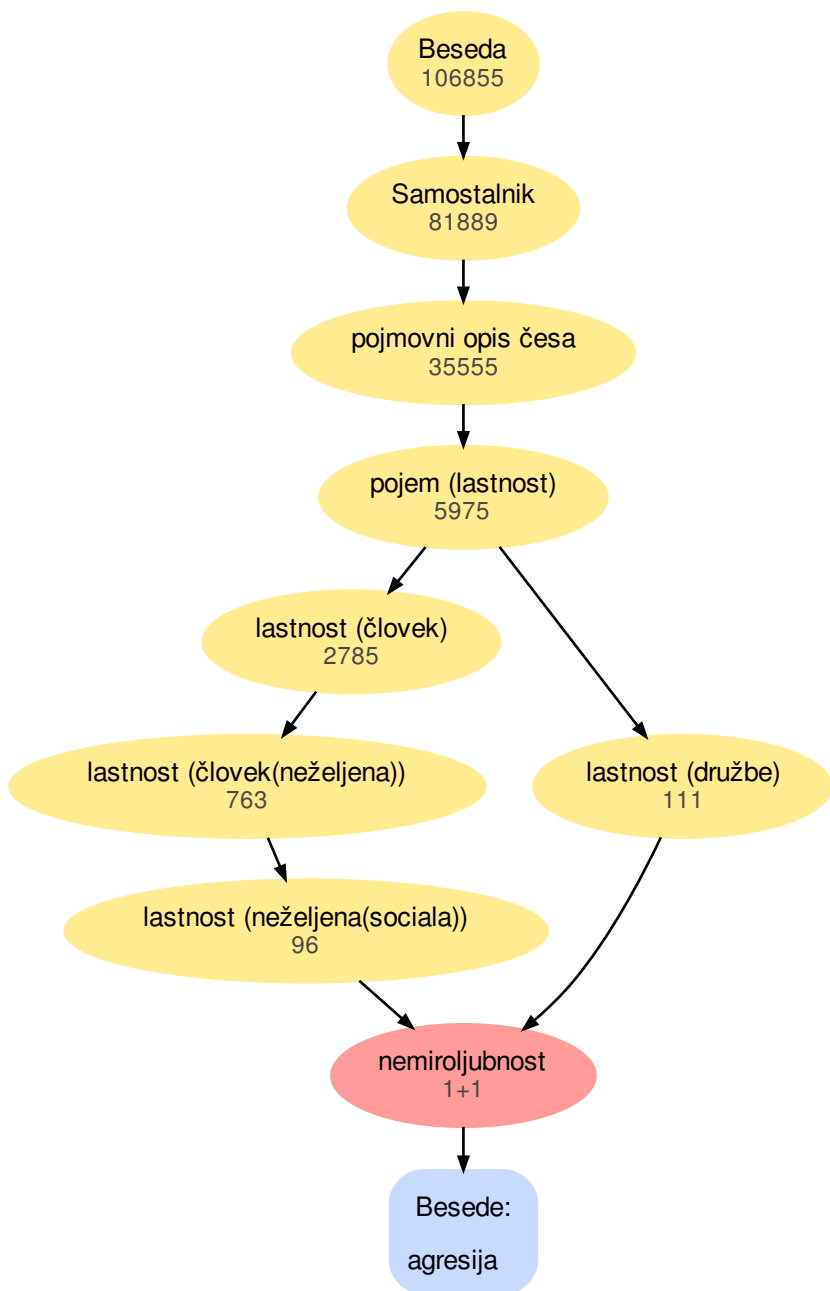 Beseda
106855
Samostalnik
81889
pojmovni opis česa
35555
pojem (lastnost)
5975
lastnost (človek)
2785
lastnost (človek(neželjena))
763
lastnost (družbe)
111
lastnost (neželjena(sociala))
96
nemiroljubnost
1+1
Besede:
agresija